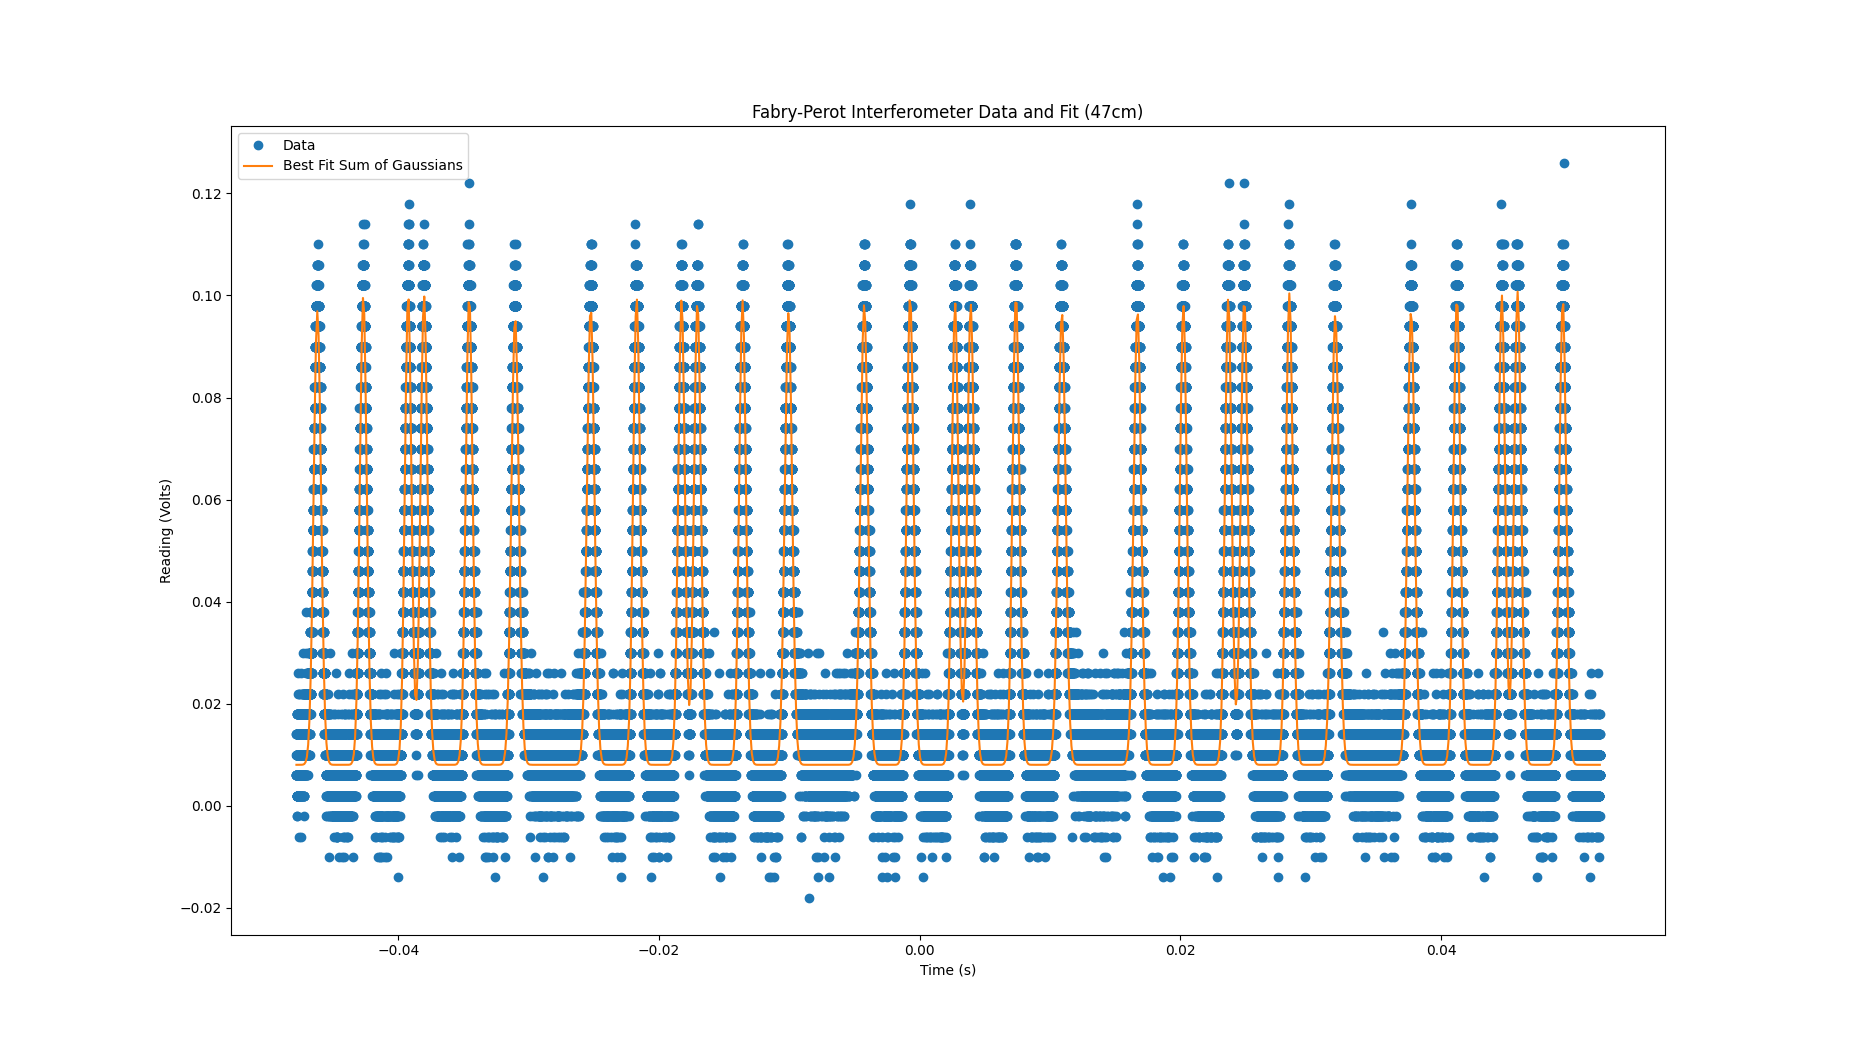 Fabry-Perot Interferometer Data and Fit (47cm)
Data
Best Fit Sum of Gaussians
0.12
0.10
0.08
0.06
0.04
0.02
0.00
−0.02
Reading (Volts)
−0.04
−0.02
0.00
0.02
0.04
Time (s)